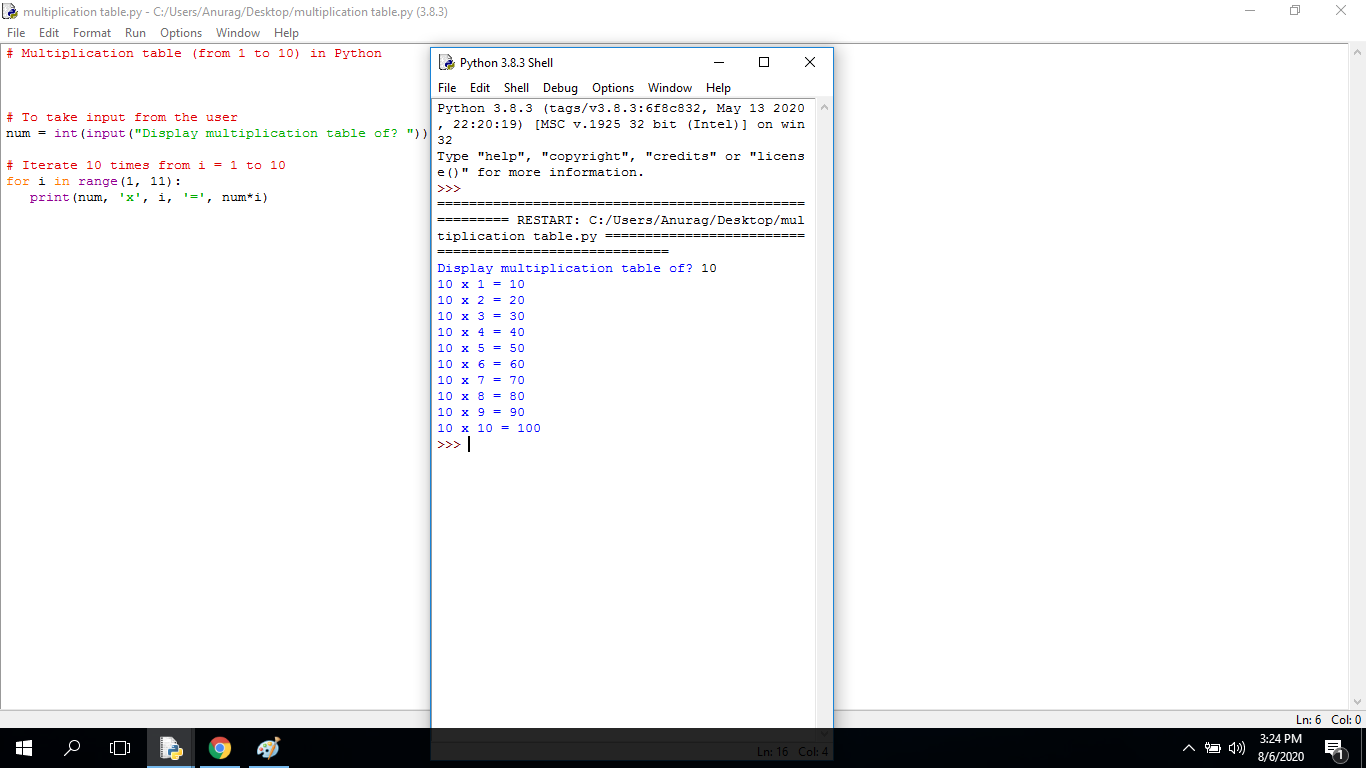 multiplication table.py - C:/Users/Anurag/Desktop/multiplication table.py (3.8.3)
File Edit Format Run Options Window Help
# Multiplication table (from 1 to 10) in Python
# To take input from the user
num = int(input("Display multiplication table of? "))
# Iterate 10 times from i = 1 to 10
for i in range(1, 11):
   print(num, 'x', i, '=', num*i)
Python 3.8.3 Shell
File Edit Shell Debug Options Window Help
Python 3.8.3 (tags/v3.8.3:6f8c832, May 13 2020
, 22:20:19) [MSC v.1925 32 bit (Intel)] on win
32
Type "help", "copyright", "credits" or "licens
e()" for more information.
>>>
==============================================
========= RESTART: C:/Users/Anurag/Desktop/mul
tiplication table.py =========================
=============================
Display multiplication table of? 10
10 x 1 = 10
10 x 2 = 20
10 x 3 = 30
10 x 4 = 40
10 x 5 = 50
10 x 6 = 60
10 x 7 = 70
10 x 8 = 80
10 x 9 = 90
10 x 10 = 100
>>>
Ln: 16 Col: 4
Ln: 6 Col: 0
3:24 PM
8/6/2020
1